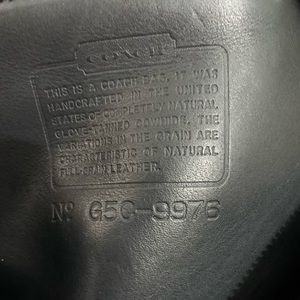 COACH
THIS IS A COACH BAG. IT WAS
HANDCRAFTED IN THE UNITED
STATES OF COMPLETELY NATURAL
GLOVE-TANNED COWHIDE. THE
VARIATIONS IN THE GRAIN ARE
CHARACTERISTIC OF NATURAL
FULL-GRAIN LEATHER.
Nº G5C-9976